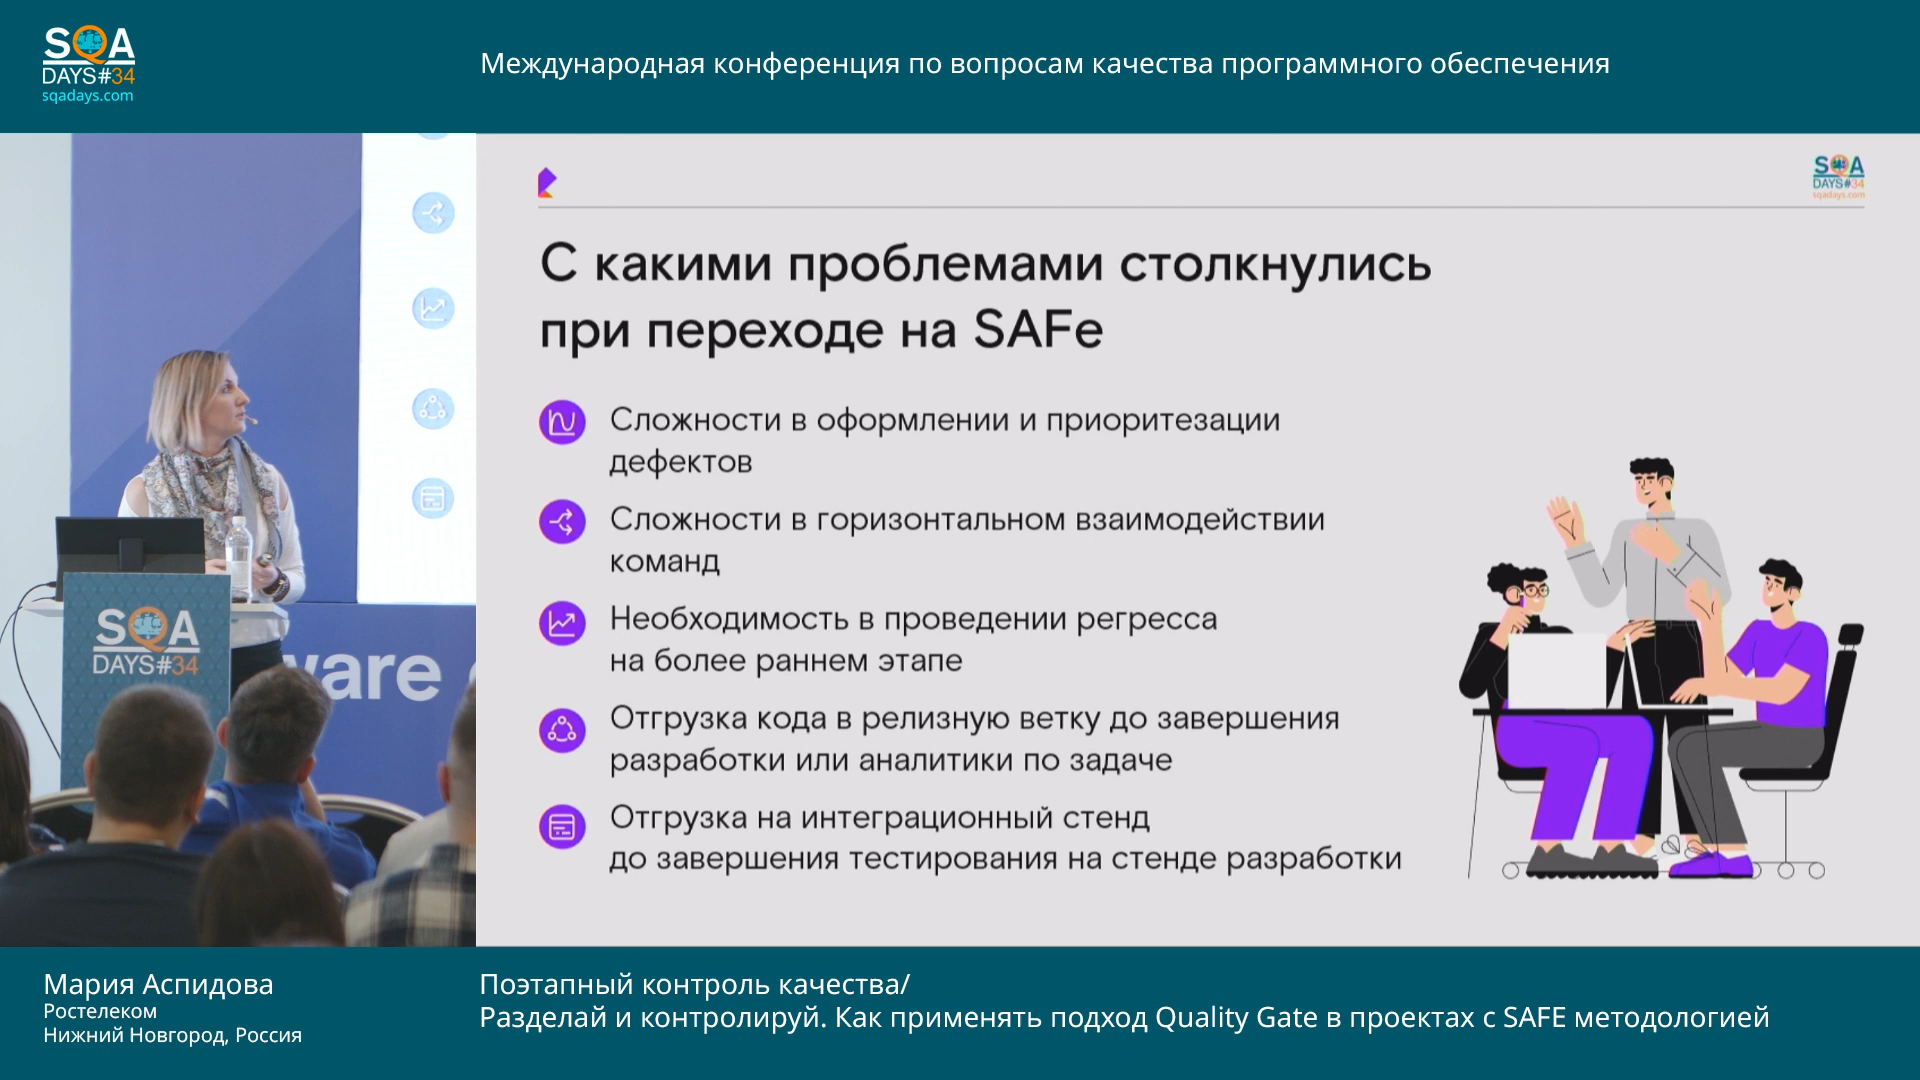 SQA
DAYS#34
sqadays.com
Международная конференция по вопросам качества программного обеспечения
SQA
DAYS#34
sqadays.com
С какими проблемами столкнулись
при переходе на SAFe
Сложности в оформлении и приоритезации
дефектов
Сложности в горизонтальном взаимодействии
команд
Необходимость в проведении регресса
на более раннем этапе
Отгрузка кода в релизную ветку до завершения
разработки или аналитики по задаче
Отгрузка на интеграционный стенд
до завершения тестирования на стенде разработки
SQA
DAYS#34
ware
Мария Аспидова
Ростелеком
Нижний Новгород, Россия
Поэтапный контроль качества/
Разделай и контролируй. Как применять подход Quality Gate в проектах с SAFE методологией